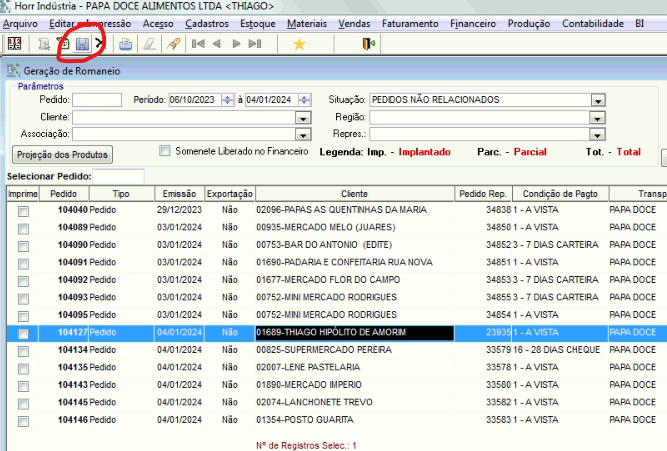 Horr Indústria - PAPA DOCE ALIMENTOS LTDA <THIAGO>
Arquivo Editar Impressão Acesso Cadastros Estoque Materiais Vendas Faturamento Financeiro Produção Contabilidade BI
Geração de Romaneio
Parâmetros
Pedido: Período: 06/10/2023 à 04/01/2024 Situação: PEDIDOS NÃO RELACIONADOS
Cliente: Região:
Associação: Repres.:
Projeção dos Produtos Somenete Liberado no Financeiro Legenda: Imp. - Implantado Parc. - Parcial Tot. - Total
Selecionar Pedido:
Imprime Pedido Tipo Emissão Exportação Cliente Pedido Rep. Condição de Pagto Transp
104040 Pedido 29/12/2023 Não 02096-PAPAS AS QUENTINHAS DA MARIA 34838 1 - A VISTA PAPA DOCE
104089 Pedido 03/01/2024 Não 00935-MERCADO MELO (JUARES) 34850 1 - A VISTA PAPA DOCE
104090 Pedido 03/01/2024 Não 00753-BAR DO ANTONIO (EDITE) 34852 3 - 7 DIAS CARTEIRA PAPA DOCE
104091 Pedido 03/01/2024 Não 01690-PADARIA E CONFEITARIA RUA NOVA 34851 1 - A VISTA PAPA DOCE
104092 Pedido 03/01/2024 Não 01677-MERCADO FLOR DO CAMPO 34853 3 - 7 DIAS CARTEIRA PAPA DOCE
104093 Pedido 03/01/2024 Não 00752-MINI MERCADO RODRIGUES 34855 3 - 7 DIAS CARTEIRA PAPA DOCE
104095 Pedido 03/01/2024 Não 00752-MINI MERCADO RODRIGUES 34854 1 - A VISTA PAPA DOCE
104127 Pedido 04/01/2024 Não 01689-THIAGO HIPÓLITO DE AMORIM 23935 1 - A VISTA PAPA DOCE
104134 Pedido 04/01/2024 Não 00825-SUPERMERCADO PEREIRA 33579 16 - 28 DIAS CHEQUE PAPA DOCE
104135 Pedido 04/01/2024 Não 02007-LENE PASTELARIA 33578 1 - A VISTA PAPA DOCE
104143 Pedido 04/01/2024 Não 01890-MERCADO IMPERIO 33580 1 - A VISTA PAPA DOCE
104145 Pedido 04/01/2024 Não 02074-LANCHONETE TREVO 33582 1 - A VISTA PAPA DOCE
104146 Pedido 04/01/2024 Não 01354-POSTO GUARITA 33583 1 - A VISTA PAPA DOCE
Nº de Registros Selec.: 1